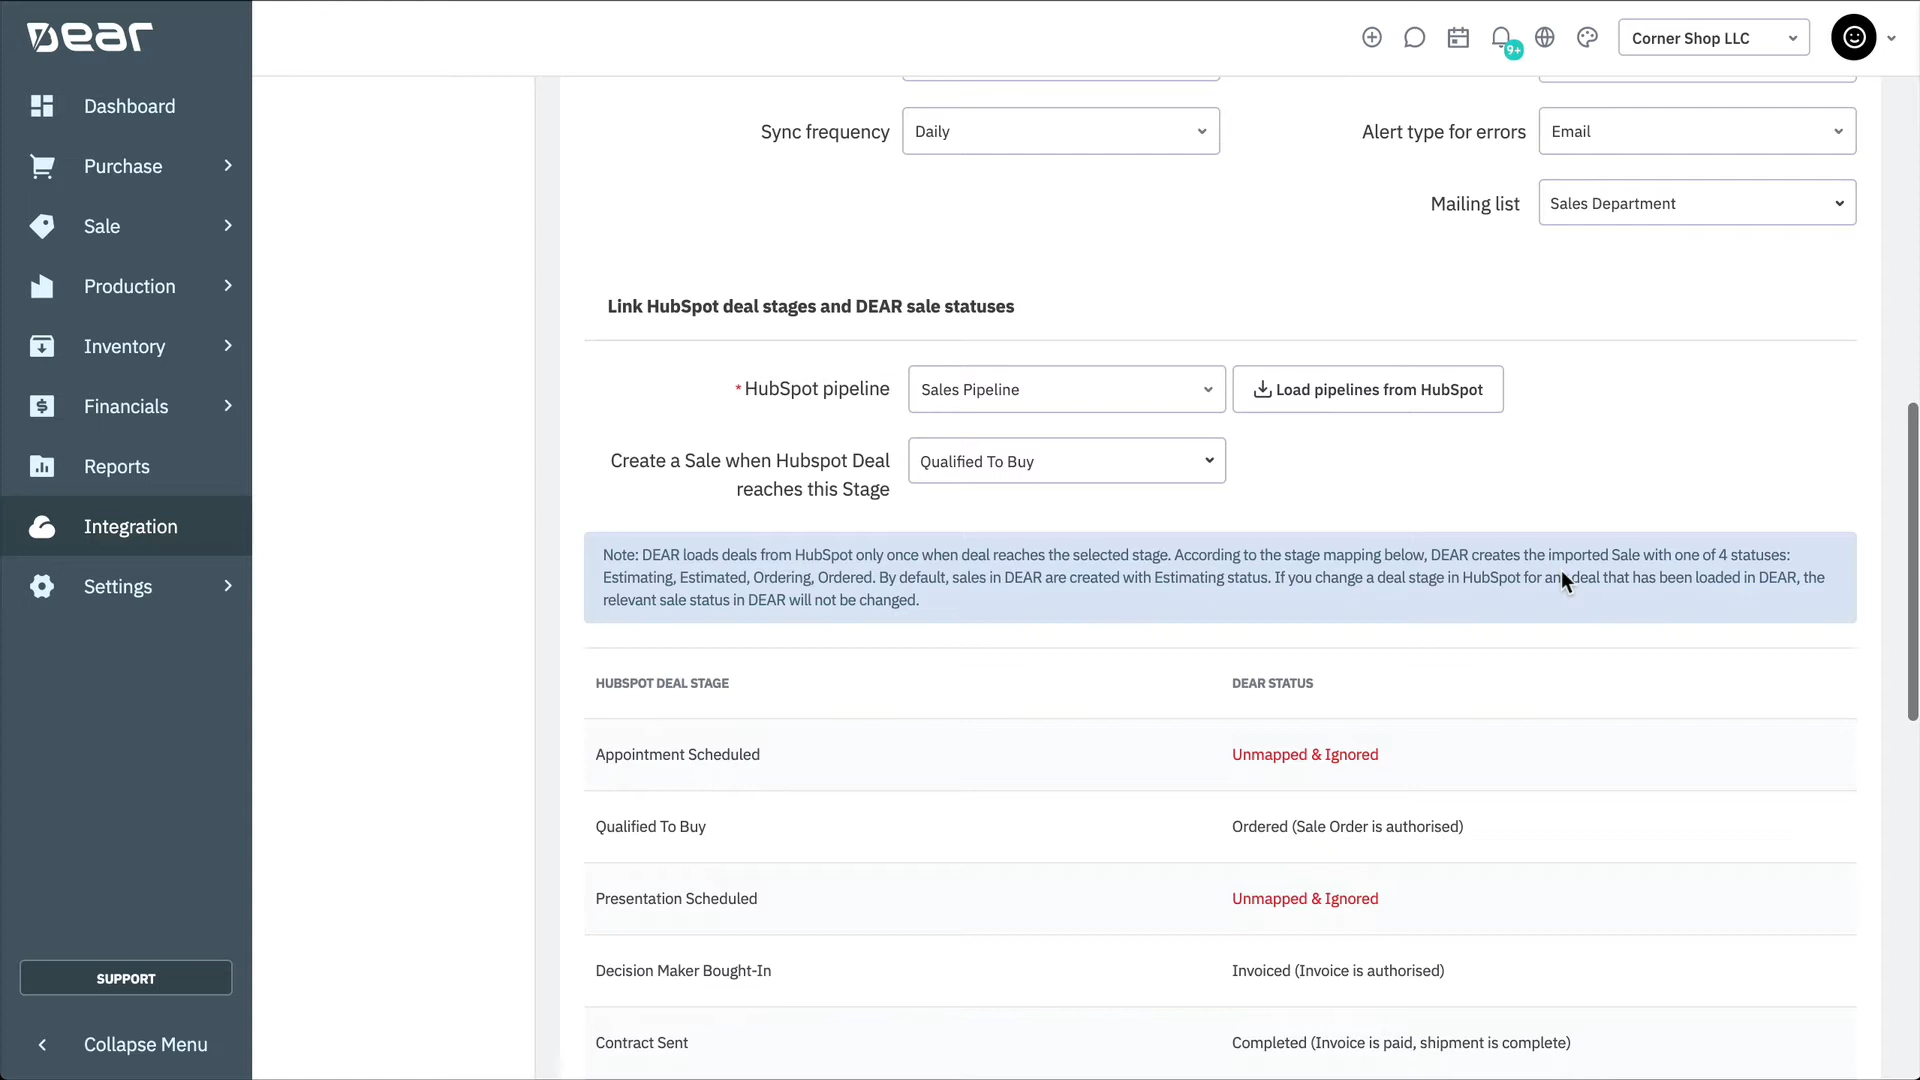 Dear
9+
Corner Shop LLC
Dashboard
Purchase
Sale
Production
Inventory
Financials
Reports
Integration
Settings
SUPPORT
Collapse Menu
Sync frequency
Daily
Alert type for errors
Email
Mailing list
Sales Department
Link HubSpot deal stages and DEAR sale statuses
* HubSpot pipeline
Sales Pipeline
Load pipelines from HubSpot
Create a Sale when Hubspot Deal
reaches this Stage
Qualified To Buy
Note: DEAR loads deals from HubSpot only once when deal reaches the selected stage. According to the stage mapping below, DEAR creates the imported Sale with one of 4 statuses:
Estimating, Estimated, Ordering, Ordered. By default, sales in DEAR are created with Estimating status. If you change a deal stage in HubSpot for deal that has been loaded in DEAR, the
relevant sale status in DEAR will not be changed.
HUBSPOT DEAL STAGE
DEAR STATUS
Appointment Scheduled
Unmapped & Ignored
Qualified To Buy
Ordered (Sale Order is authorised)
Presentation Scheduled
Unmapped & Ignored
Decision Maker Bought-In
Invoiced (Invoice is authorised)
Contract Sent
Completed (Invoice is paid, shipment is complete)